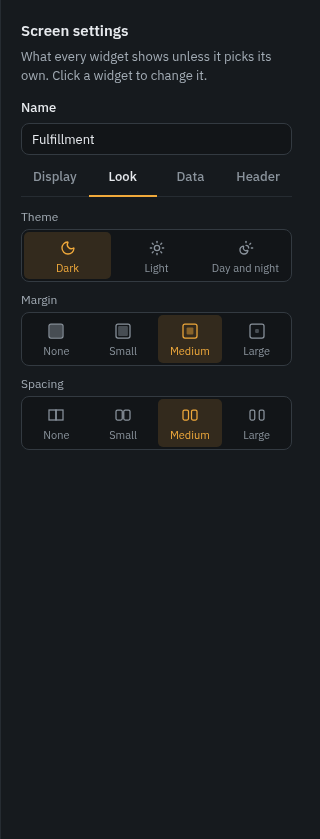 Screen settings
What every widget shows unless it picks its
own. Click a widget to change it.
Name
Fulfillment
Display Look Data Header
Theme
Dark Light Day and night
Margin
None Small Medium Large
Spacing
None Small Medium Large